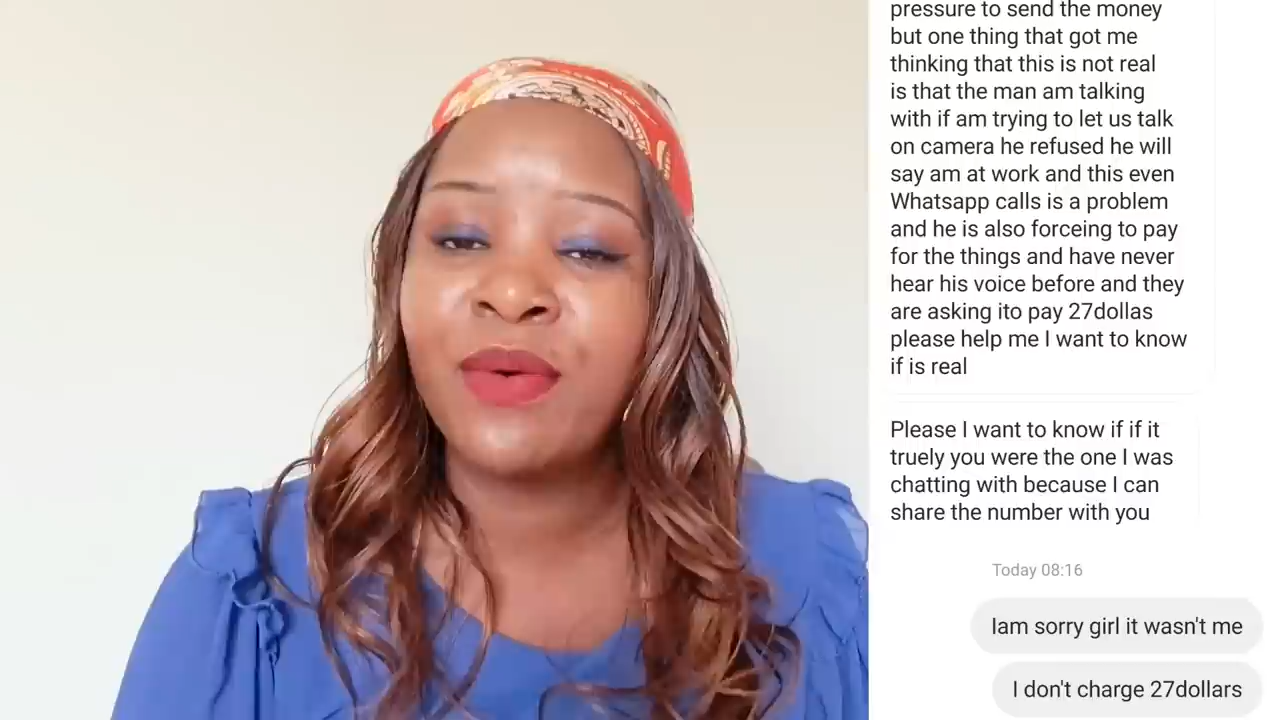 pressure to send the money
but one thing that got me
thinking that this is not real
is that the man am talking
with if am trying to let us talk
on camera he refused he will
say am at work and this even
Whatsapp calls is a problem
and he is also forceing to pay
for the things and have never
hear his voice before and they
are asking ito pay 27dollas
please help me I want to know
if is real
Please I want to know if if it
truely you were the one I was
chatting with because I can
share the number with you
Today 08:16
Iam sorry girl it wasn't me
I don't charge 27dollars